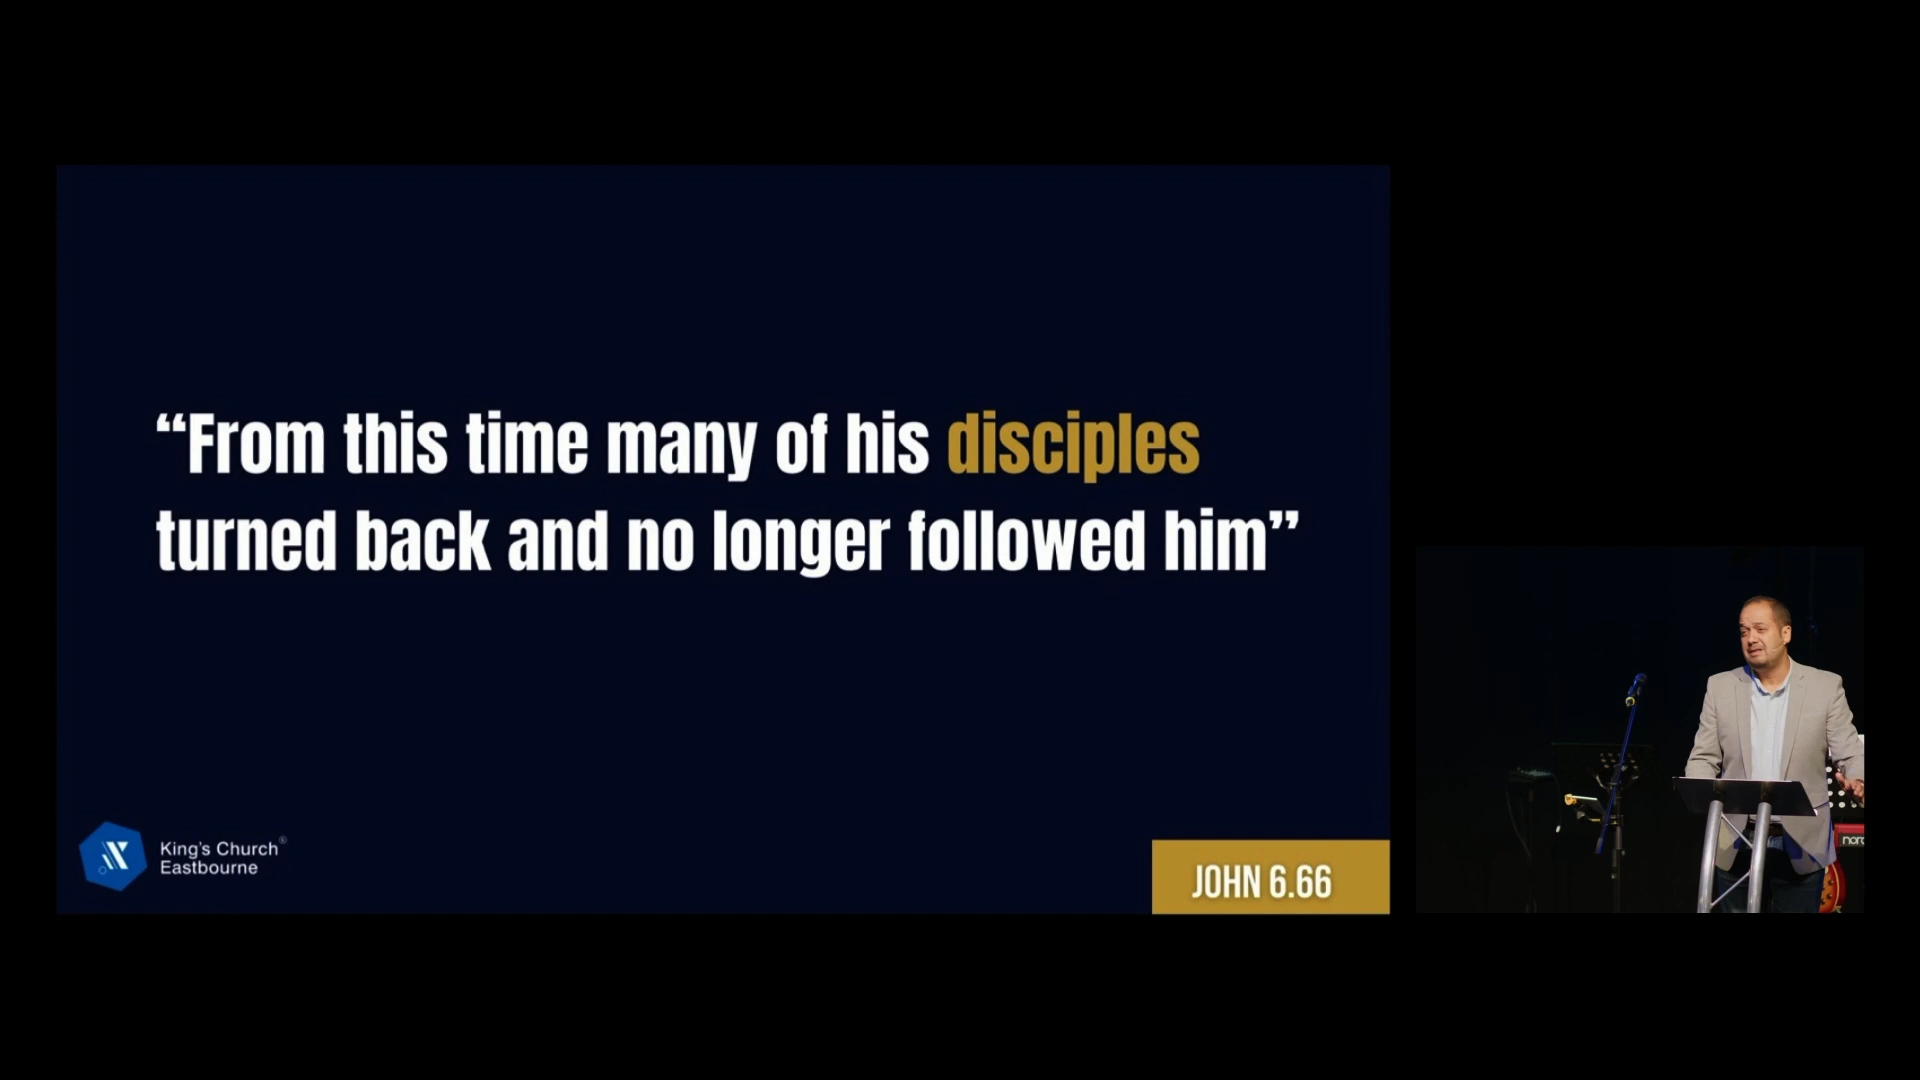 “From this time many of his disciples
turned back and no longer followed him”
King's Church®
Eastbourne
JOHN 6.66